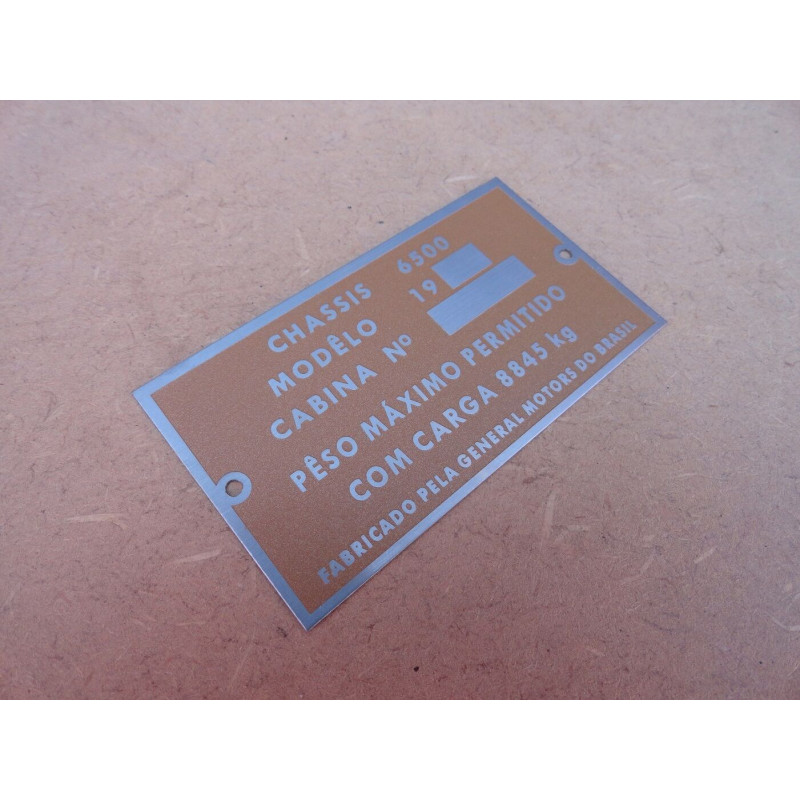 CHASSIS 6500
MODÊLO 19
CABINA Nº
PÊSO MÁXIMO PERMITIDO
COM CARGA 8845 kg
FABRICADO PELA GENERAL MOTORS DO BRASIL